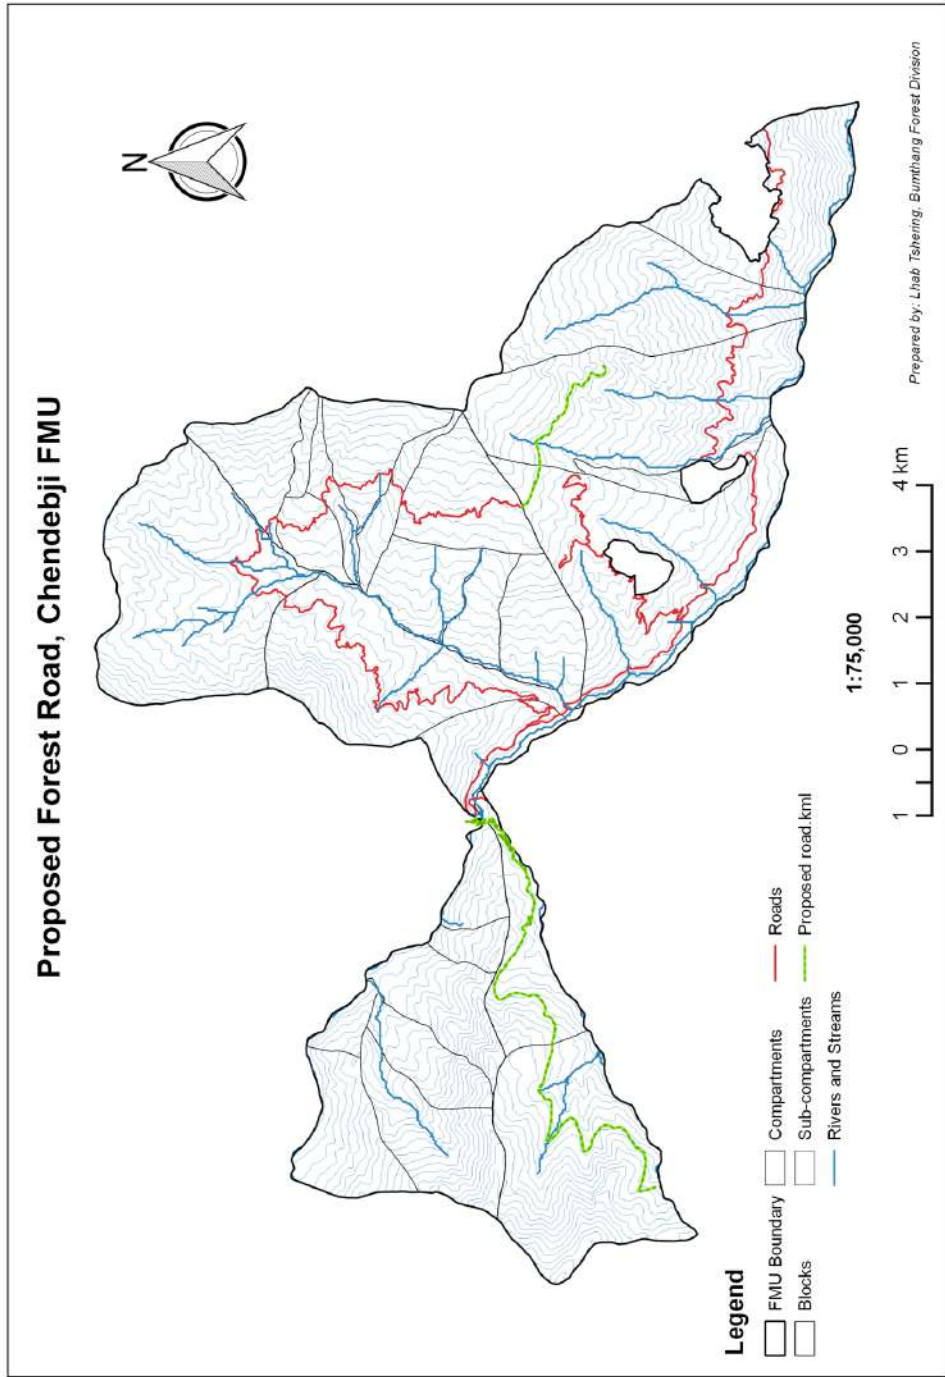 Proposed Forest Road, Chendebji FMU
N
Legend
FMU Boundary
Blocks
Compartments
Sub-compartments
Rivers and Streams
Roads
Proposed road.kml
1:75,000
1 0 1 2 3 4 km
Prepared by: Lhab Tshering, Bumthang Forest Division